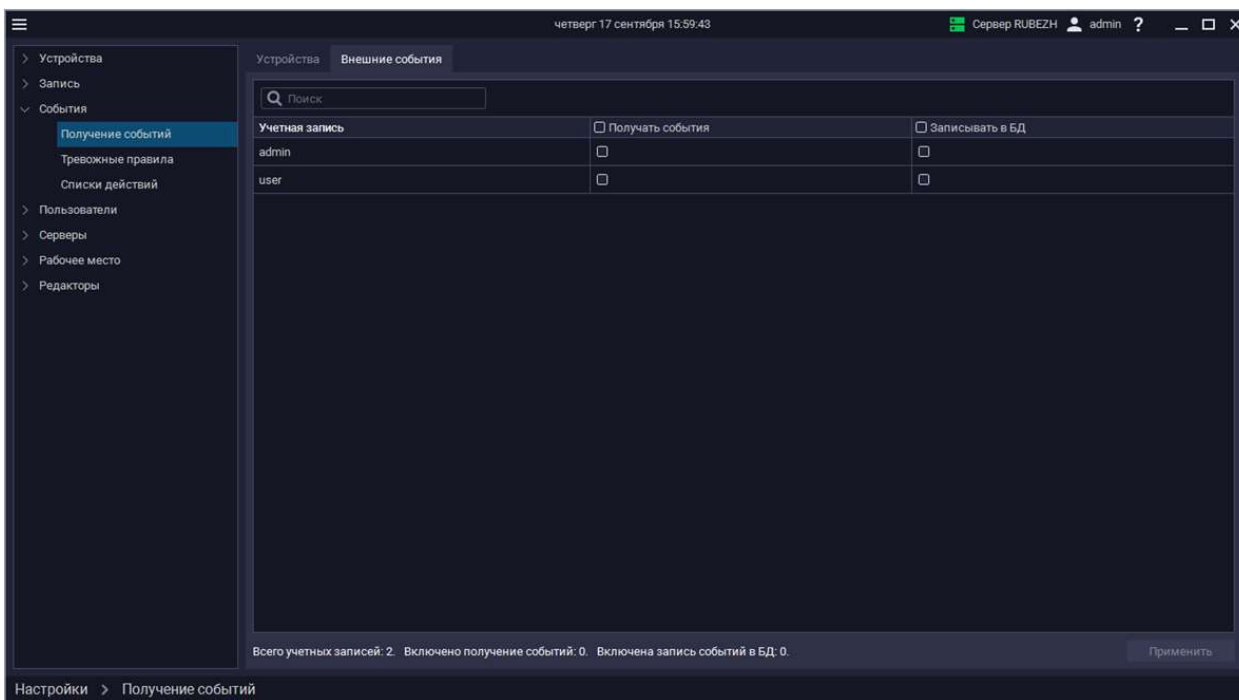 четверг 17 сентября 15:59:43
Сервер RUBEZH admin ?
Устройства
Запись
События
Получение событий
Тревожные правила
Списки действий
Пользователи
Серверы
Рабочее место
Редакторы
Устройства Внешние события
Поиск
Учетная запись Получать события Записывать в БД
admin
user
Всего учетных записей: 2. Включено получение событий: 0. Включена запись событий в БД: 0.
Применить
Настройки > Получение событий